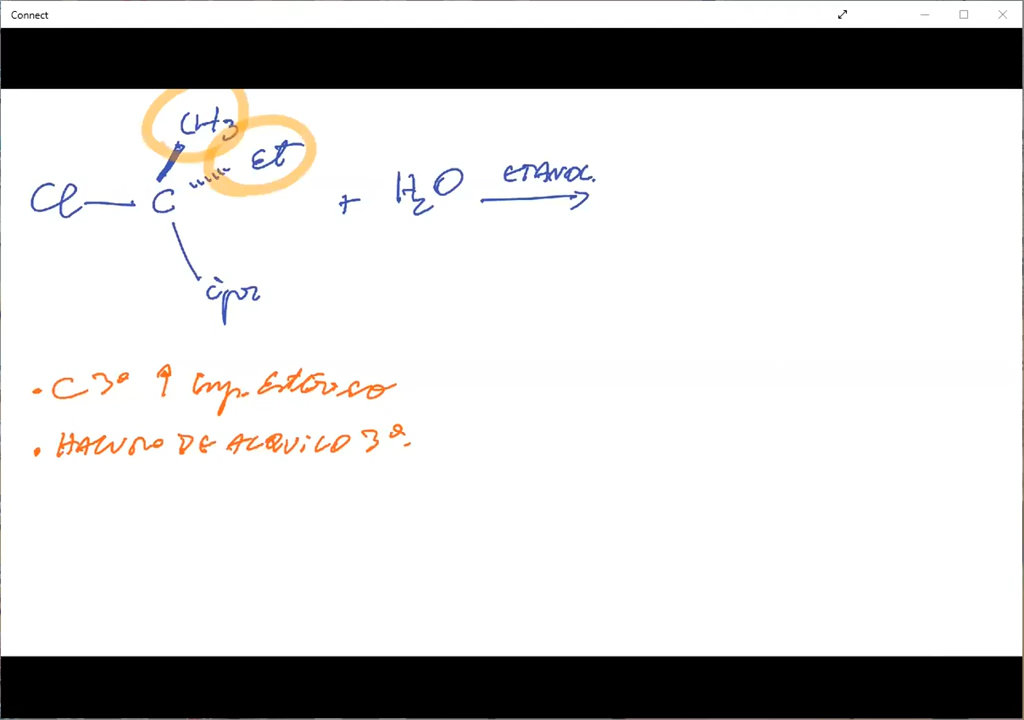 Connect
CH3
Et
Cl — C + H2O ETANOL.
ipr
• C 3º ↑ Imp. Estérico
• HALURO DE ALQUILO 3º.